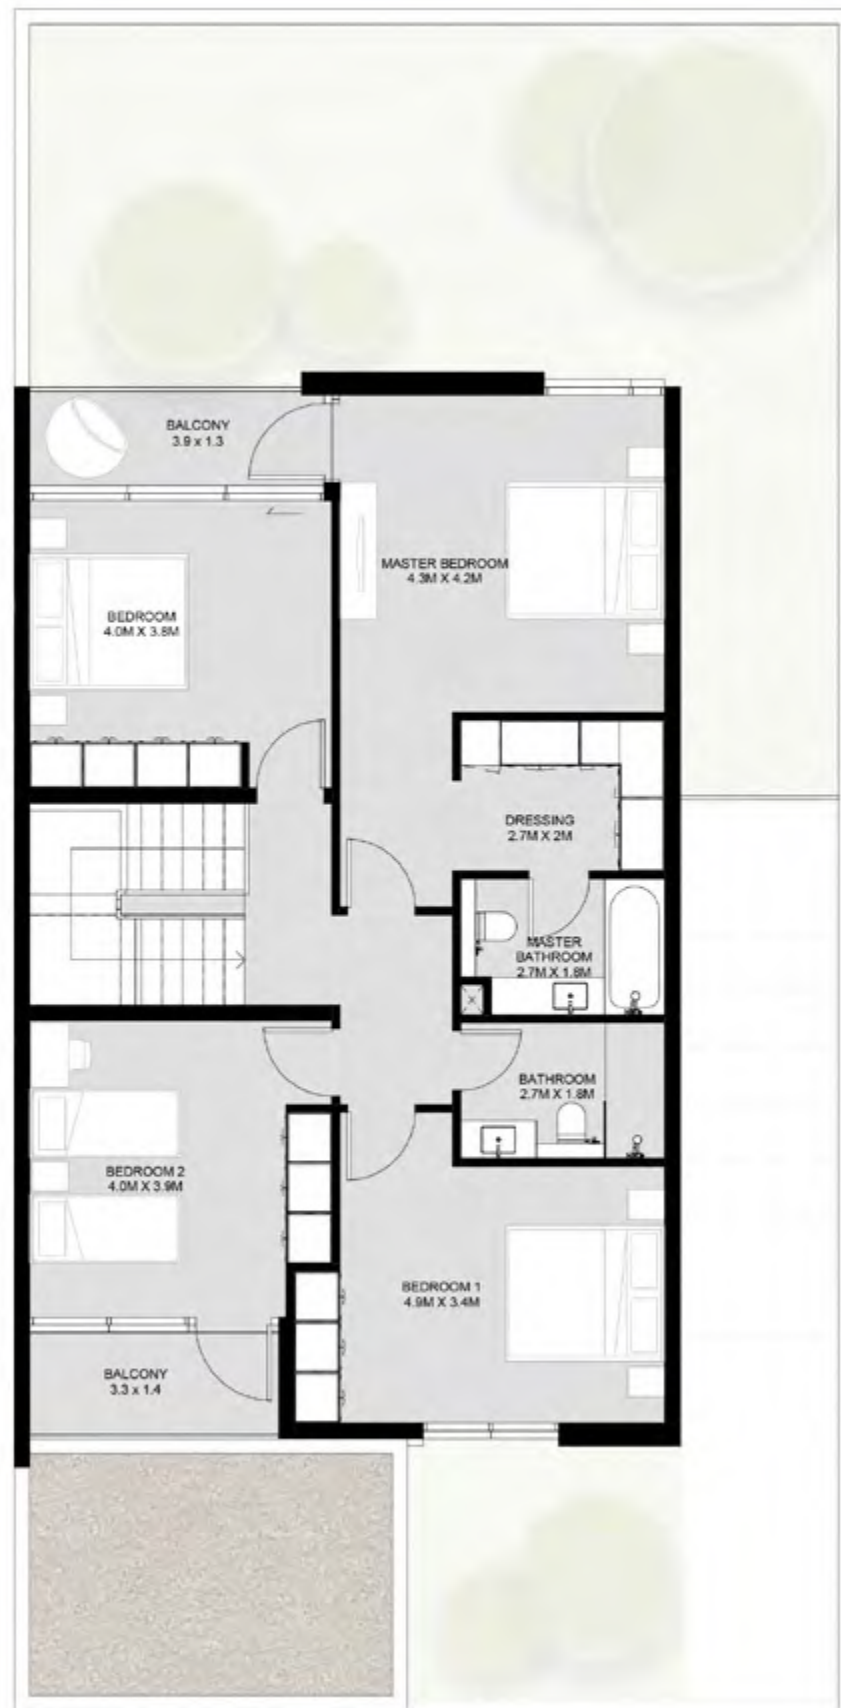 BALCONY
3.9 x 1.3
MASTER BEDROOM
4.3M X 4.2M
BEDROOM
4.0M X 3.8M
DRESSING
2.7M X 2M
MASTER
BATHROOM
2.7M X 1.8M
BATHROOM
2.7M X 1.8M
BEDROOM 2
4.0M X 3.9M
BEDROOM 1
4.9M X 3.4M
BALCONY
3.3 x 1.4